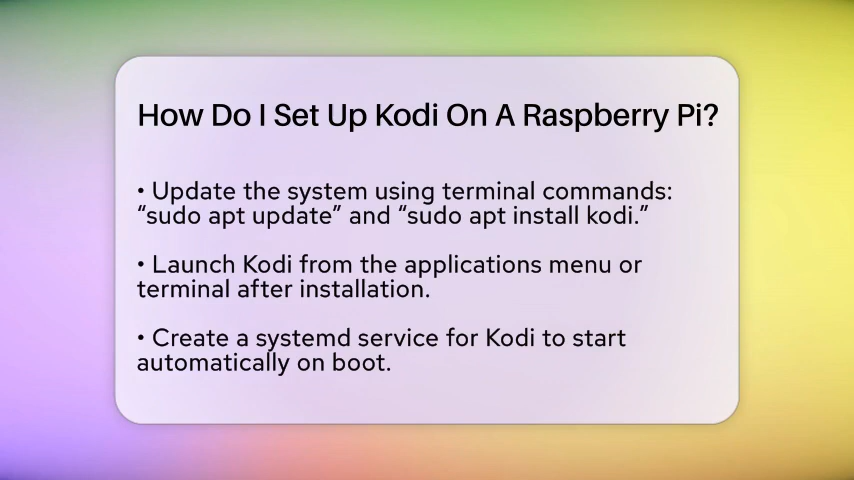 How Do I Set Up Kodi On A Raspberry Pi?
• Update the system using terminal commands:
“sudo apt update” and “sudo apt install kodi.”
• Launch Kodi from the applications menu or
terminal after installation.
• Create a systemd service for Kodi to start
automatically on boot.